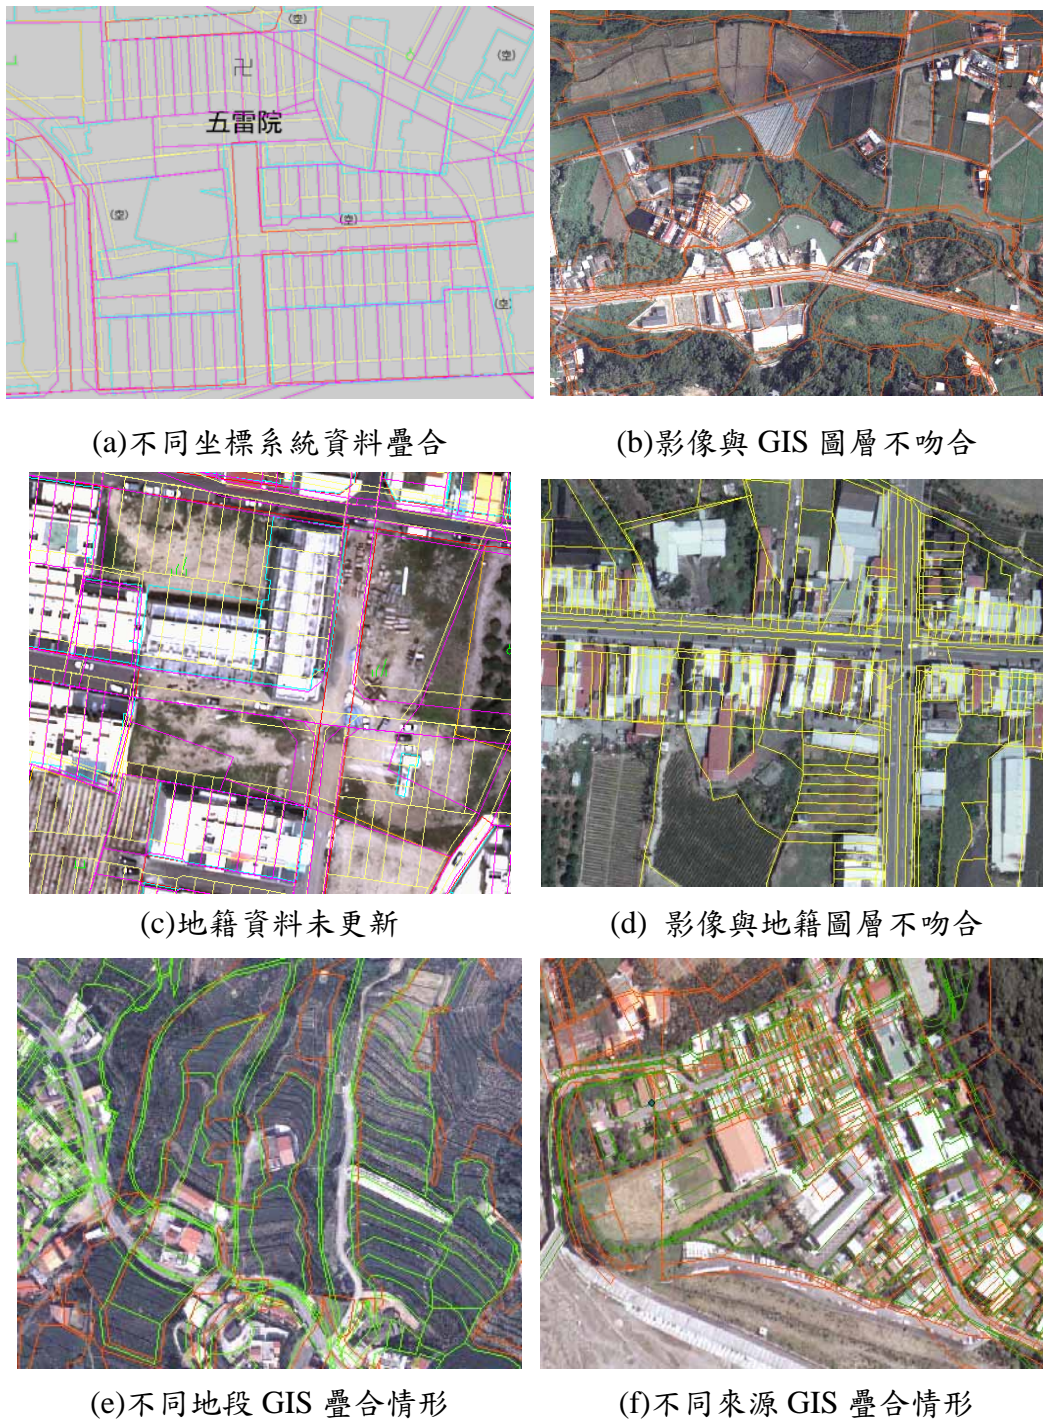 (空)
(空)
卍
五雷院
(空)
(空)
(空)
(a)不同坐標系統資料疊合
(b)影像與 GIS 圖層不吻合
(c)地籍資料未更新
(d) 影像與地籍圖層不吻合
(e)不同地段 GIS 疊合情形
(f)不同來源 GIS 疊合情形